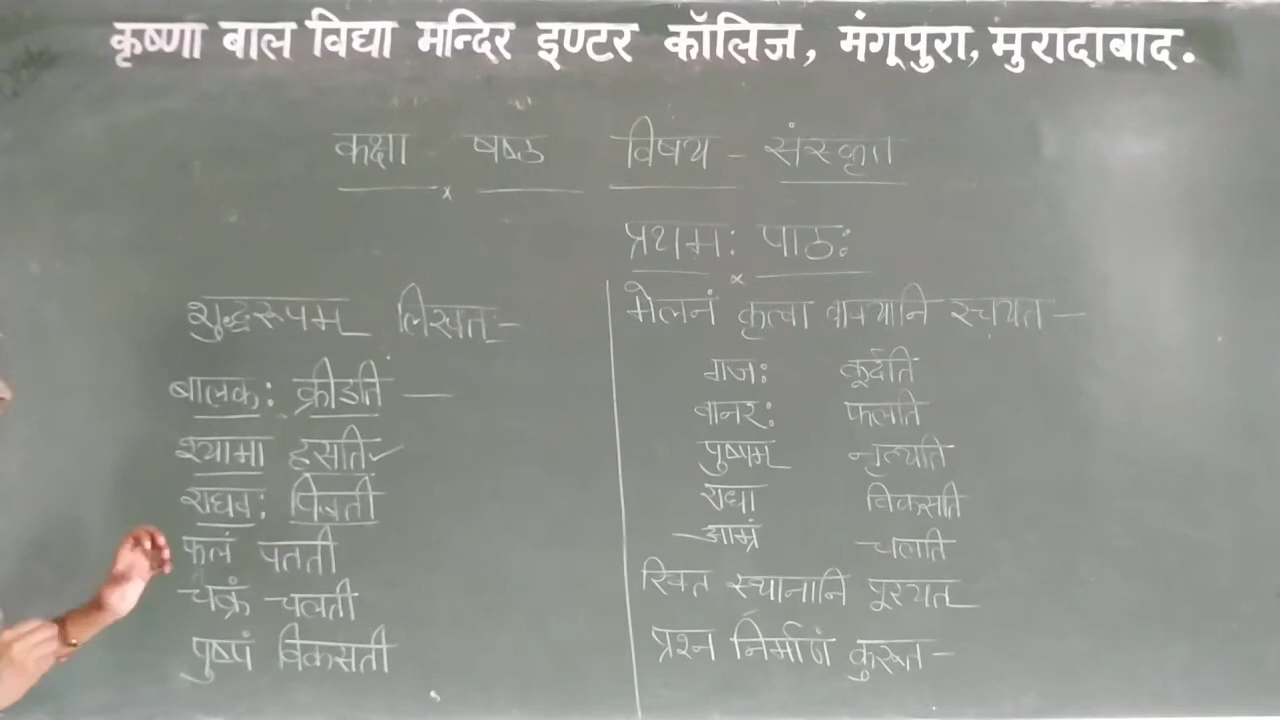 कृष्णा बाल विद्या मन्दिर इण्टर कॉलिज, मंगूपुरा, मुरादाबाद.
कक्षा - षष्ठ विषय - संस्कृत
प्रथमः पाठः
शुद्धरूपम् लिखत् -
बालकः क्रीडति —
श्यामा हसति ✓
राघवः पिबती
फलं पतती
चक्रं चलती
पुष्पं विकसती
मेलनं कृत्वा वाक्यानि रचयत -
गजः कूर्दति
वानरः फलति
पुष्पम् नृत्यति
राधा विकसति
आम्रं चलति
रिक्त स्थानानि पूरयत
प्रश्न निर्माणं कुरूत -